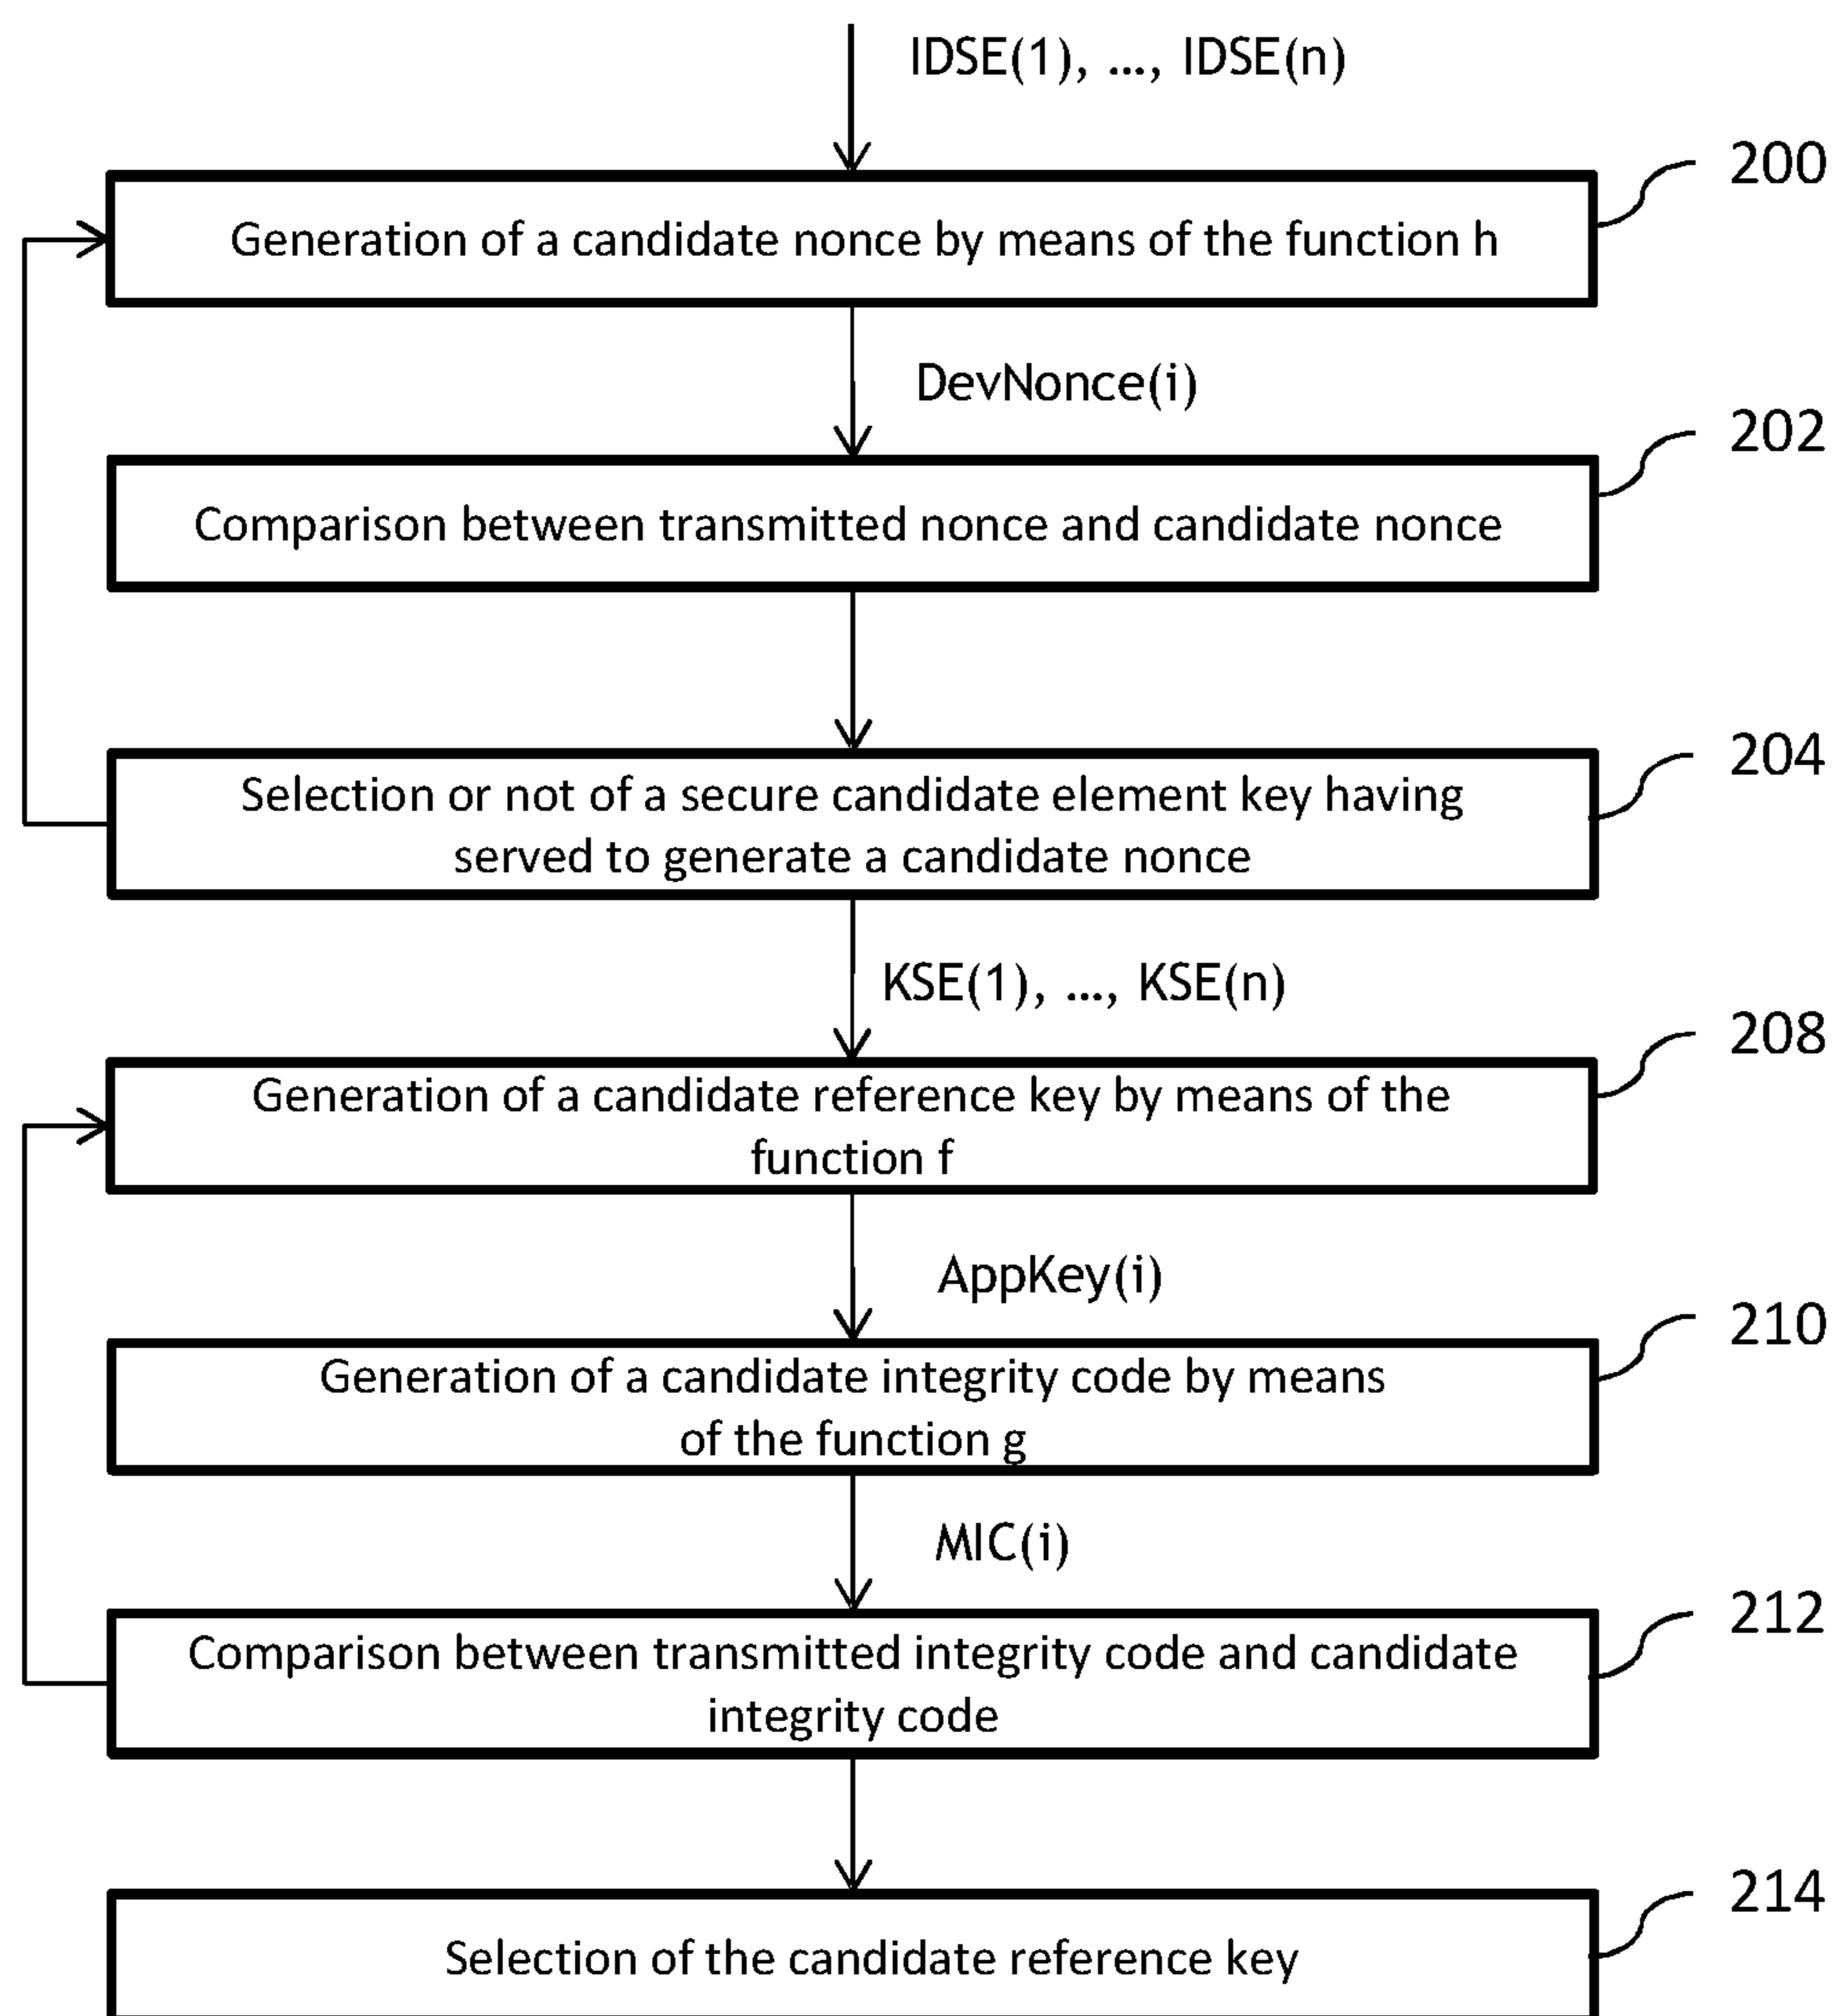 IDSE(1), ..., IDSE(n)
200
Generation of a candidate nonce by means of the function h
DevNonce(i)
202
Comparison between transmitted nonce and candidate nonce
204
Selection or not of a secure candidate element key having
served to generate a candidate nonce
KSE(1), ..., KSE(n)
208
Generation of a candidate reference key by means of the
function f
AppKey(i)
210
Generation of a candidate integrity code by means
of the function g
MIC(i)
212
Comparison between transmitted integrity code and candidate
integrity code
214
Selection of the candidate reference key